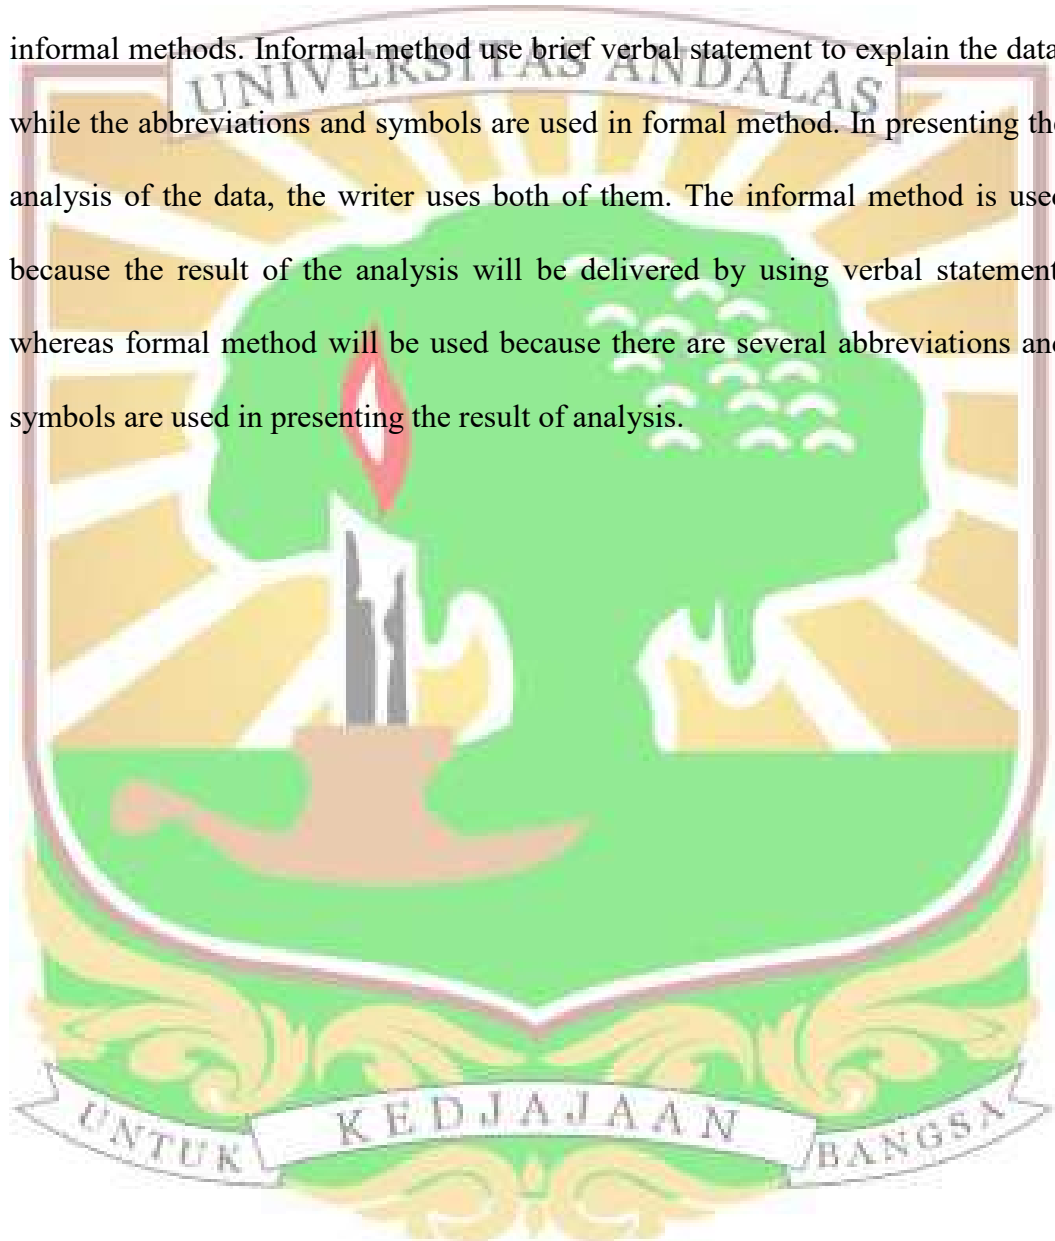 informal methods. Informal method use brief verbal statement to explain the data
UNIVERSITAS ANDALAS
while the abbreviations and symbols are used in formal method. In presenting the
analysis of the data, the writer uses both of them. The informal method is used
because the result of the analysis will be delivered by using verbal statement
whereas formal method will be used because there are several abbreviations and
symbols are used in presenting the result of analysis.
UNTUK KEDJAJAAN BANGSA